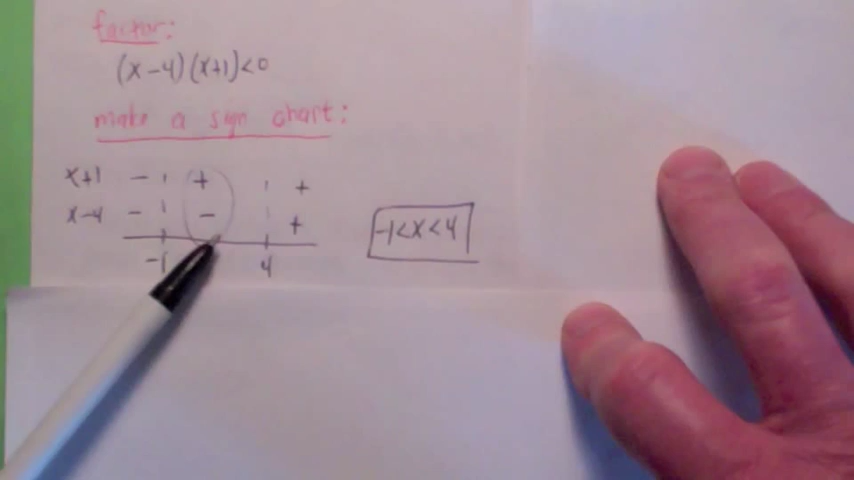 factor:
(x-4)(x+1)<0
make a sign chart:
x+1 - + +
x-4 - - +
-1 4
-1<x<4